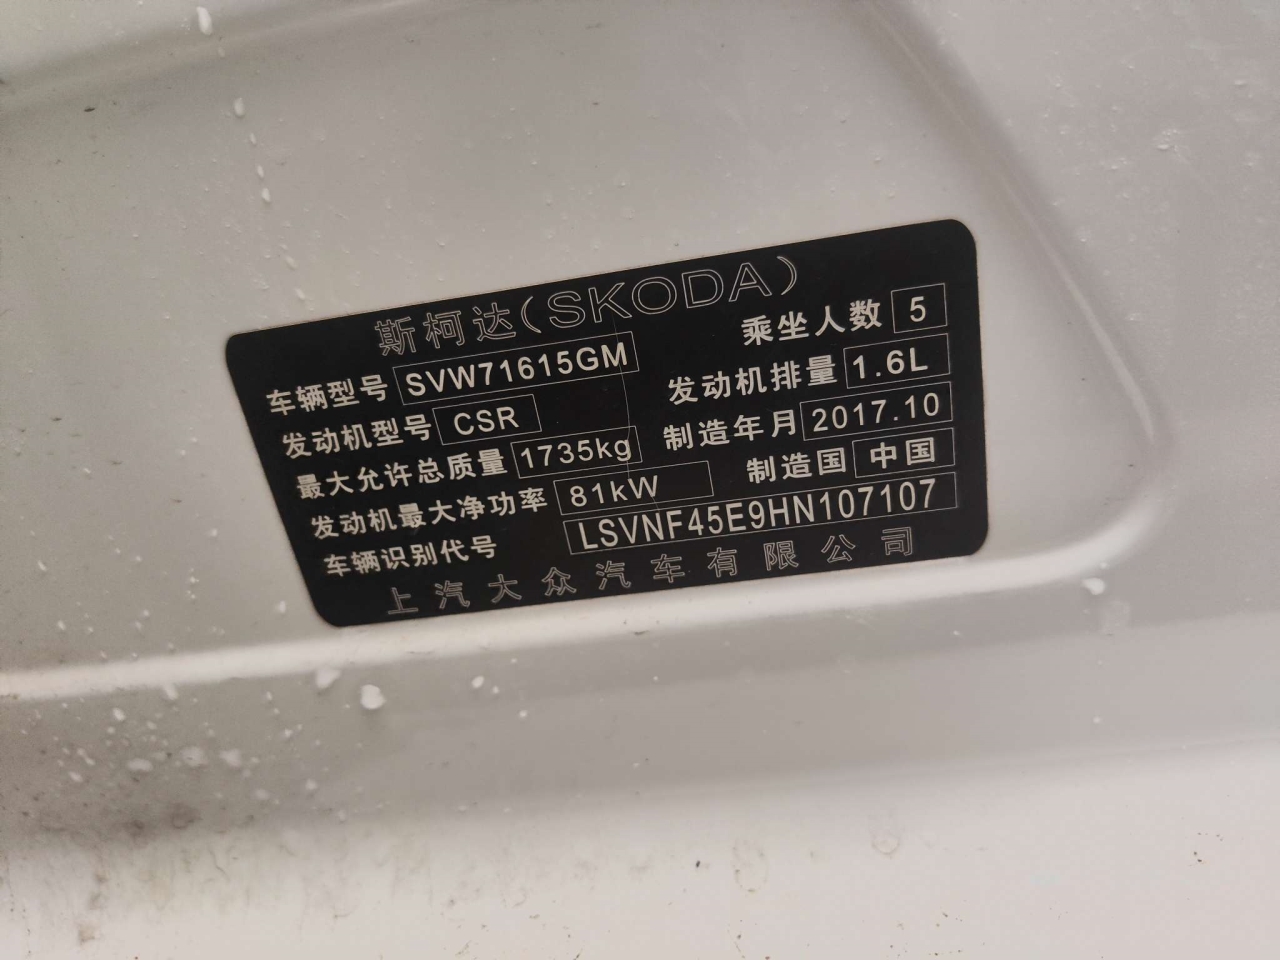 斯柯达(SKODA)
乘坐人数 5
车辆型号 SVW71615GM
发动机排量 1.6L
发动机型号 CSR
制造年月 2017.10
最大允许总质量 1735kg
制造国 中国
发动机最大净功率 81kW
车辆识别代号 LSVNF45E9HN107107
上汽大众汽车有限公司